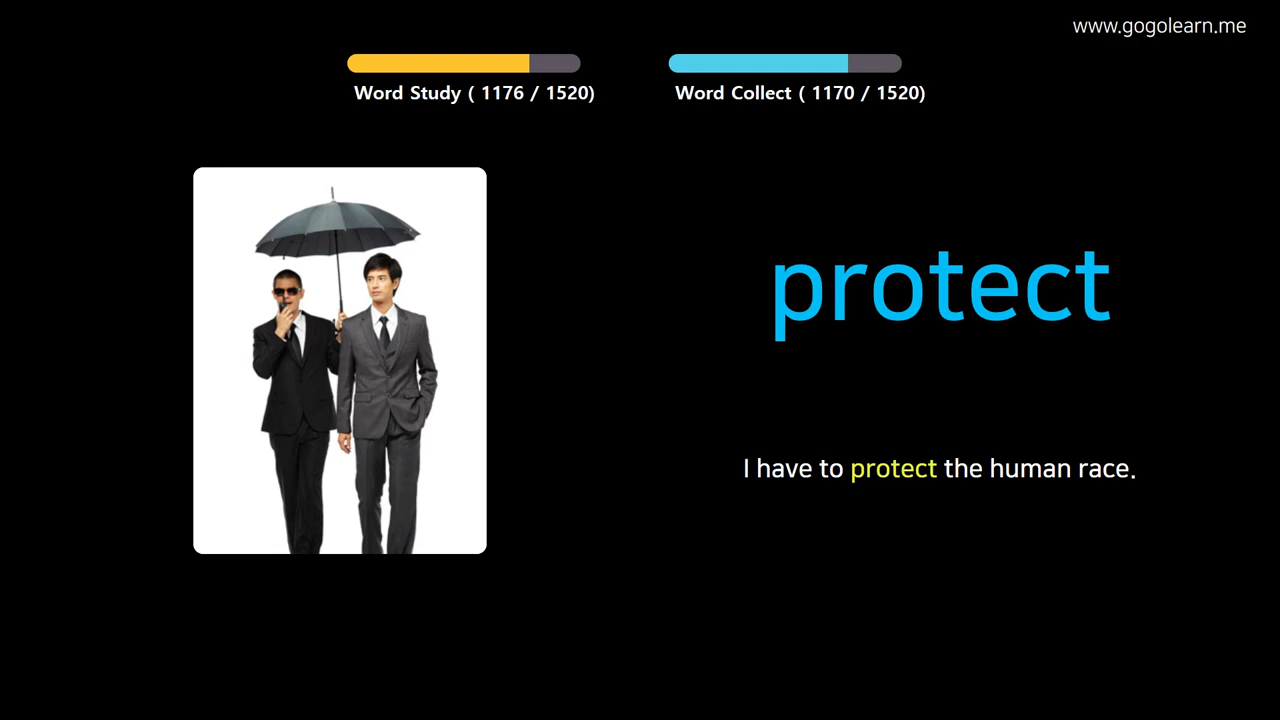 www.gogolearn.me
Word Study ( 1176 / 1520)
Word Collect ( 1170 / 1520)
protect
I have to protect the human race.